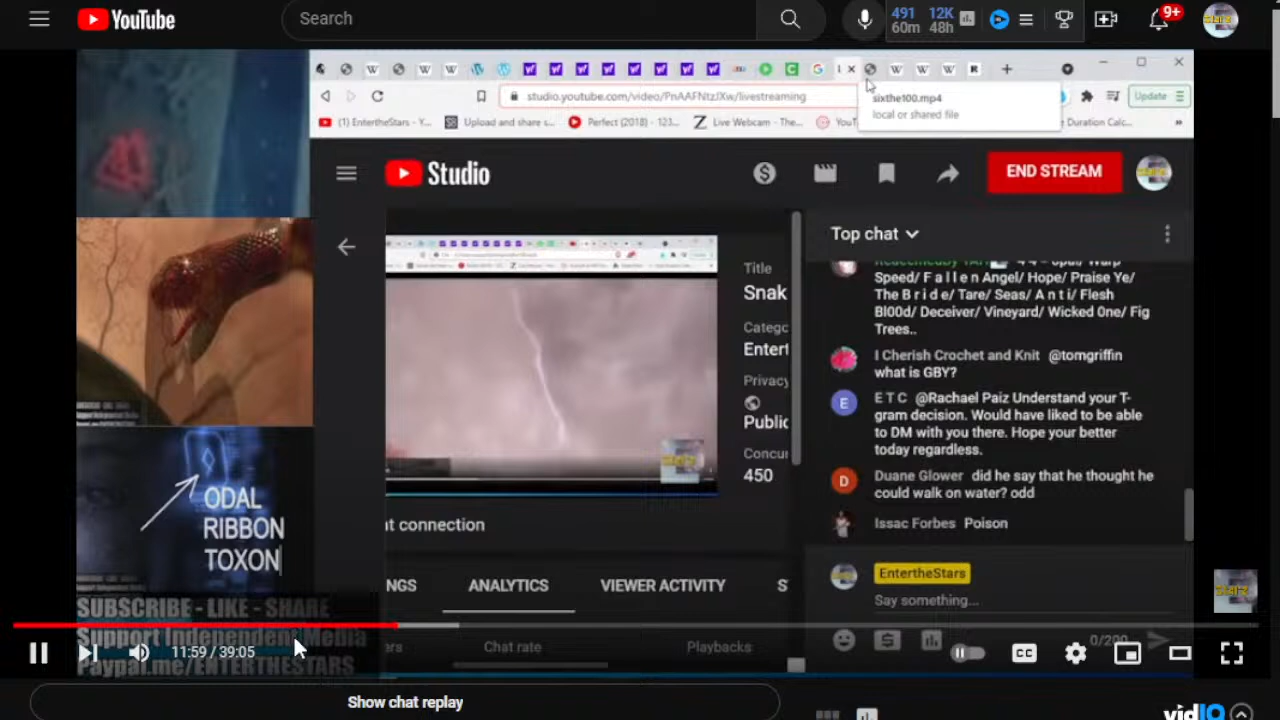 YouTube
Search
491
60m
12K
48h
9+
studio.youtube.com/video/PnAAFNtzJXw/livestreaming
sixthe100.mp4
local or shared file
Update
(1) EntertheStars - Y...
Upload and share s...
Perfect (2018) - 123...
Live Webcam - The...
YouT
Duration Calc...
Studio
END STREAM
Top chat
Title
Snak
Catego
Entert
Privacy
Public
Concur
450
Speed/ F a l l e n Angel/ Hope/ Praise Ye/
The B r i d e/ Tare/ Seas/ A n t i/ Flesh
Bl00d/ Deceiver/ Vineyard/ Wicked 0ne/ Fig
Trees..
I Cherish Crochet and Knit @tomgriffin
what is GBY?
E T C @Rachael Paiz Understand your T-
gram decision. Would have liked to be able
to DM with you there. Hope your better
today regardless.
Duane Glower did he say that he thought he
could walk on water? odd
Issac Forbes Poison
EntertheStars
Say something...
0/200
ODAL
RIBBON
TOXON
at connection
NGS
ANALYTICS
VIEWER ACTIVITY
Chat rate
Playbacks
SUBSCRIBE - LIKE - SHARE
Support Independent Media
Paypal.me/ENTERTHESTARS
11:59 / 39:05
CC
Show chat replay
vidIQ